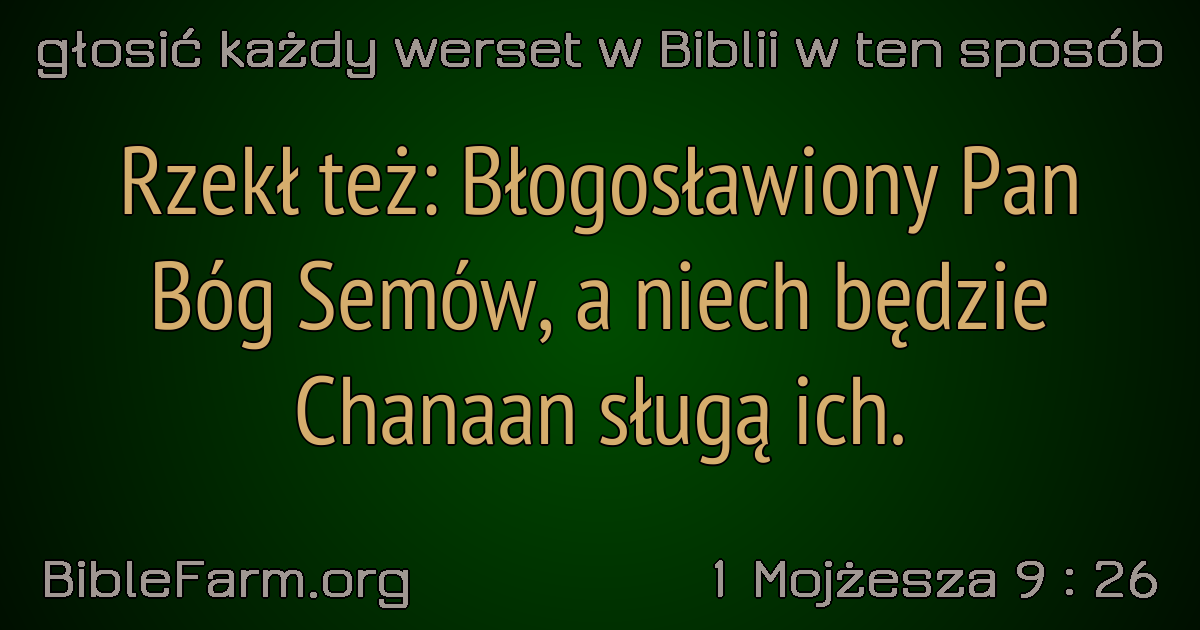 głosić każdy werset w Biblii w ten sposób
Rzekł też: Błogosławiony Pan
Bóg Semów, a niech będzie
Chanaan sługą ich.
BibleFarm.org
1 Mojżesza 9 : 26